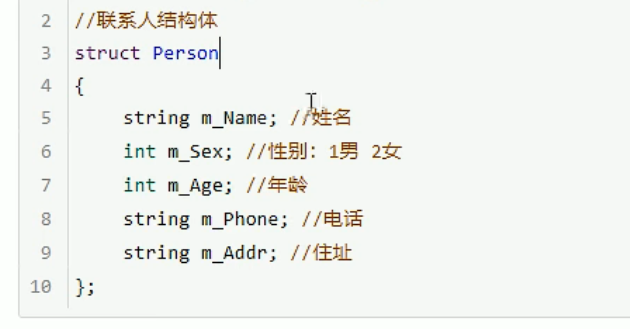 2 //联系人结构体
3 struct Person
4 {
5 string m_Name; //姓名
6 int m_Sex; //性别: 1男 2女
7 int m_Age; //年龄
8 string m_Phone; //电话
9 string m_Addr; //住址
10 };